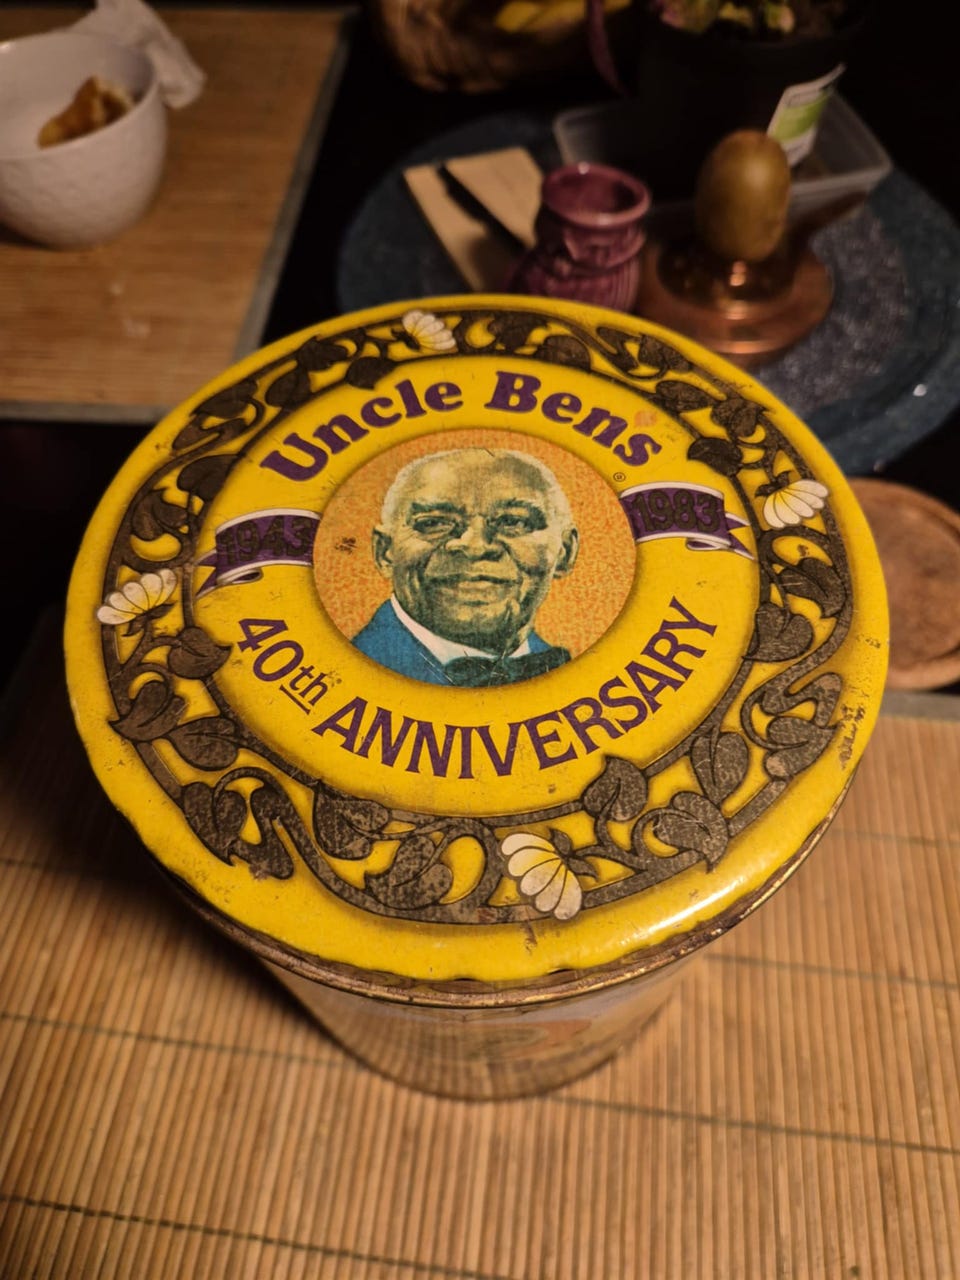 Uncle Ben's
®
1943
1983
40th ANNIVERSARY